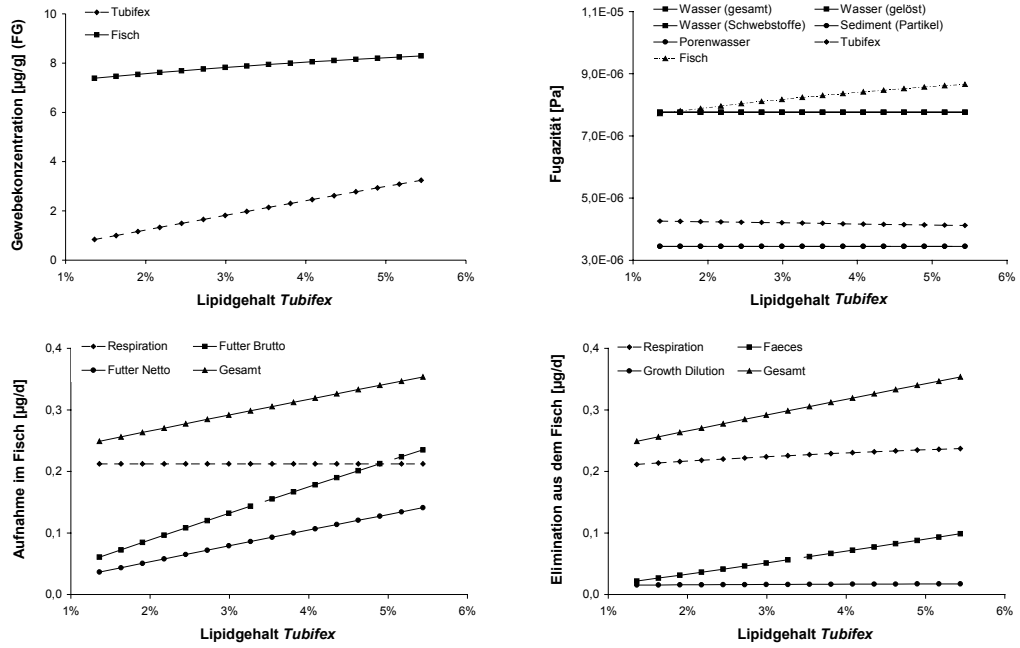 Tubifex
Fisch
Gewebekonzentration [µg/g] (FG)
10
8
6
4
2
0
1% 2% 3% 4% 5% 6%
Lipidgehalt Tubifex
Wasser (gesamt) Wasser (gelöst)
Wasser (Schwebstoffe) Sediment (Partikel)
Porenwasser Tubifex
Fisch
Fugazität [Pa]
1,1E-05
9,0E-06
7,0E-06
5,0E-06
3,0E-06
1% 2% 3% 4% 5% 6%
Lipidgehalt Tubifex
Respiration Futter Brutto
Futter Netto Gesamt
Aufnahme im Fisch [µg/d]
0,4
0,3
0,2
0,1
0,0
1% 2% 3% 4% 5% 6%
Lipidgehalt Tubifex
Respiration Faeces
Growth Dilution Gesamt
Elimination aus dem Fisch [µg/d]
0,4
0,3
0,2
0,1
0,0
1% 2% 3% 4% 5% 6%
Lipidgehalt Tubifex